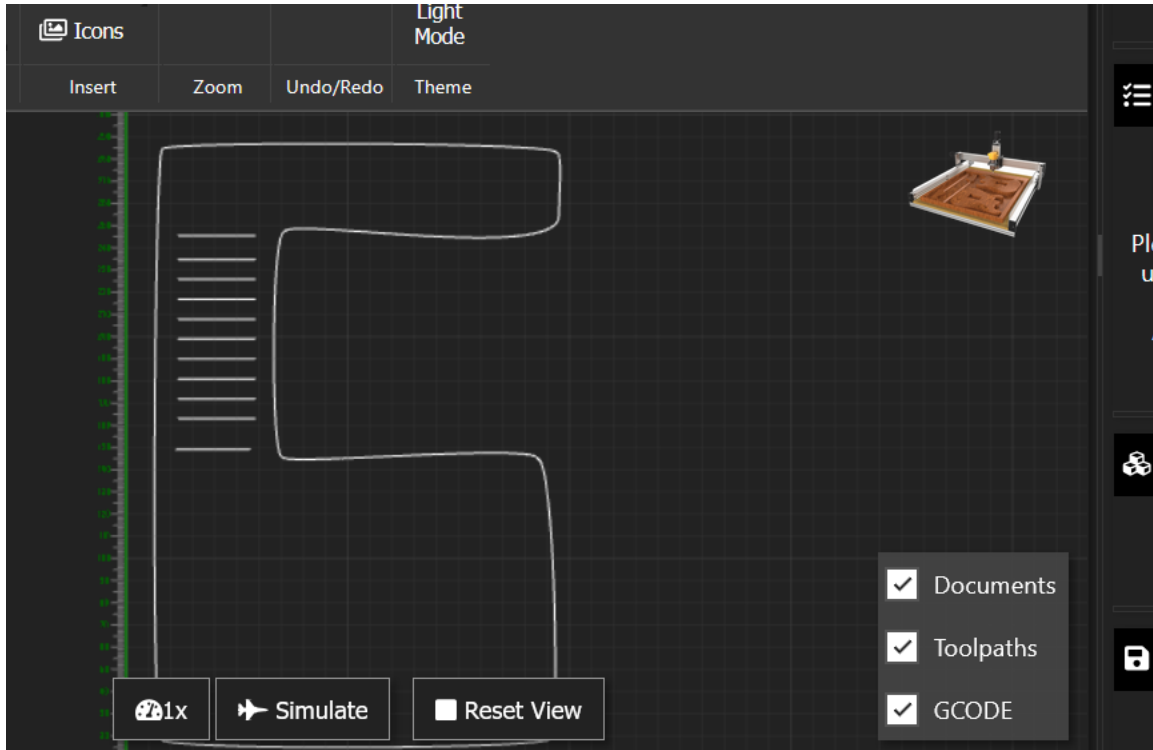 Light
Icons
Mode
Insert
Zoom
Undo/Redo
Theme
1x
Simulate
Reset View
Documents
Toolpaths
GCODE